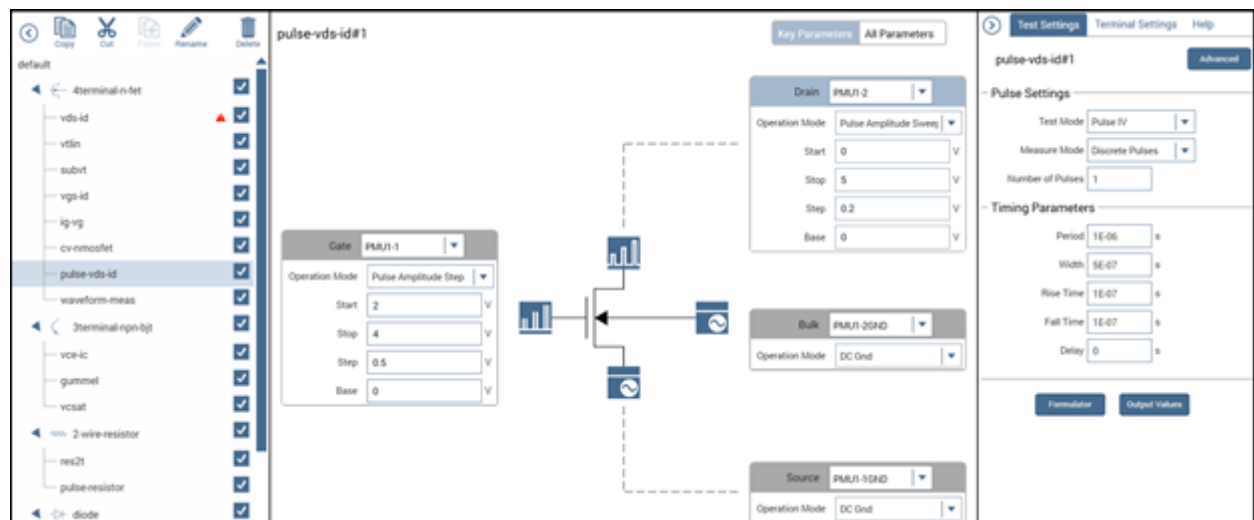 Copy Cut Paste Rename Delete
default
4terminal-n-fet
vds-id
vtlin
subvt
vgs-id
ig-vg
cv-nmosfet
pulse-vds-id
waveform-meas
3terminal-npn-bjt
vce-ic
gummel
vcsat
2-wire-resistor
res2t
pulse-resistor
diode
pulse-vds-id#1
Key Parameters All Parameters
Gate PMU1-1
Operation Mode Pulse Amplitude Step
Start 2 V
Stop 4 V
Step 0.5 V
Base 0 V
Drain PMU1-2
Operation Mode Pulse Amplitude Sweep
Start 0 V
Stop 5 V
Step 0.2 V
Base 0 V
Bulk PMU1-2GND
Operation Mode DC Gnd
Source PMU1-1GND
Operation Mode DC Gnd
Test Settings Terminal Settings Help
pulse-vds-id#1 Advanced
Pulse Settings
Test Mode Pulse IV
Measure Mode Discrete Pulses
Number of Pulses 1
Timing Parameters
Period 1E-06 s
Width 5E-07 s
Rise Time 1E-07 s
Fall Time 1E-07 s
Delay 0 s
Formulator Output Values